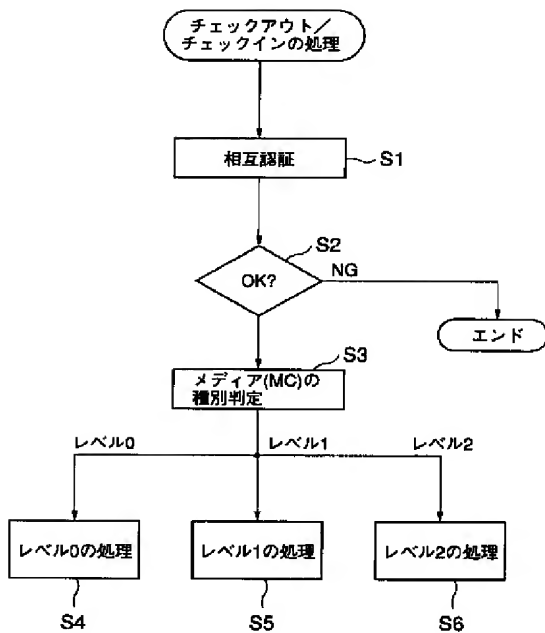 チェックアウト／
チェックインの処理
相互認証
S1
S2
OK?
NG
エンド
S3
メディア(MC)の
種別判定
レベル0
レベル1
レベル2
レベル0の処理
レベル1の処理
レベル2の処理
S4
S5
S6